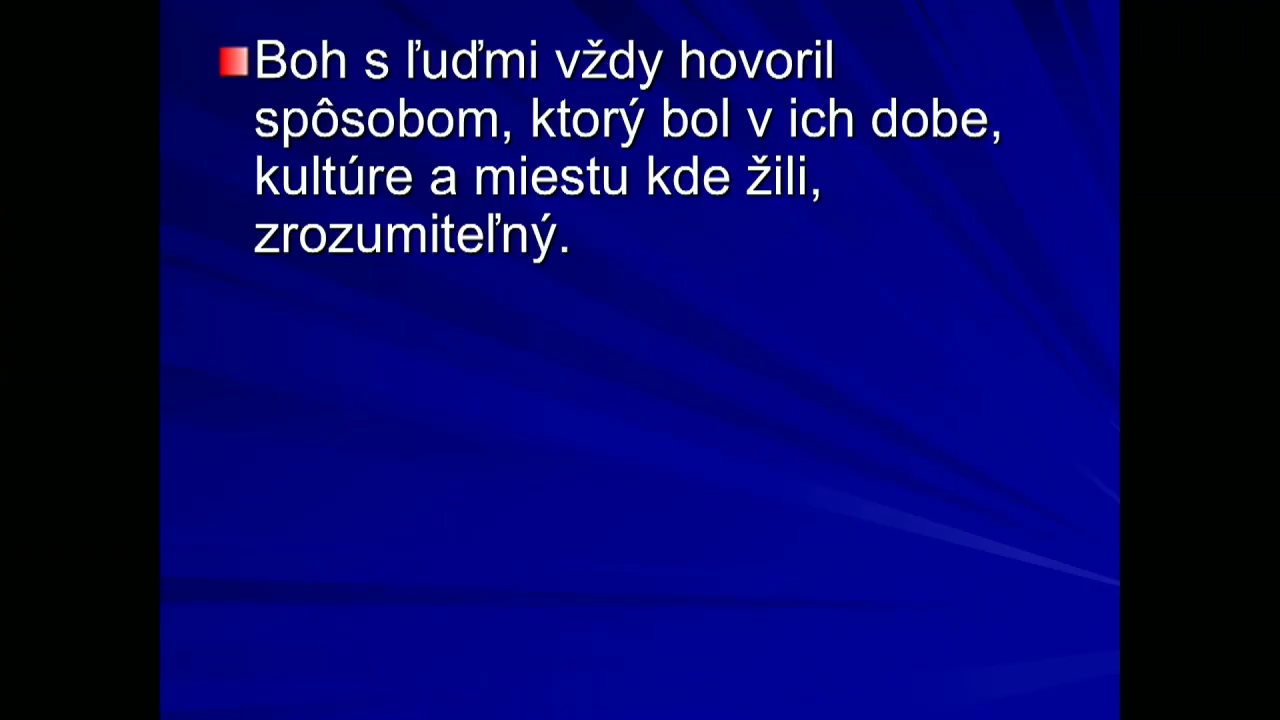 Boh s ľuďmi vždy hovoril
spôsobom, ktorý bol v ich dobe,
kultúre a miestu kde žili,
zrozumiteľný.